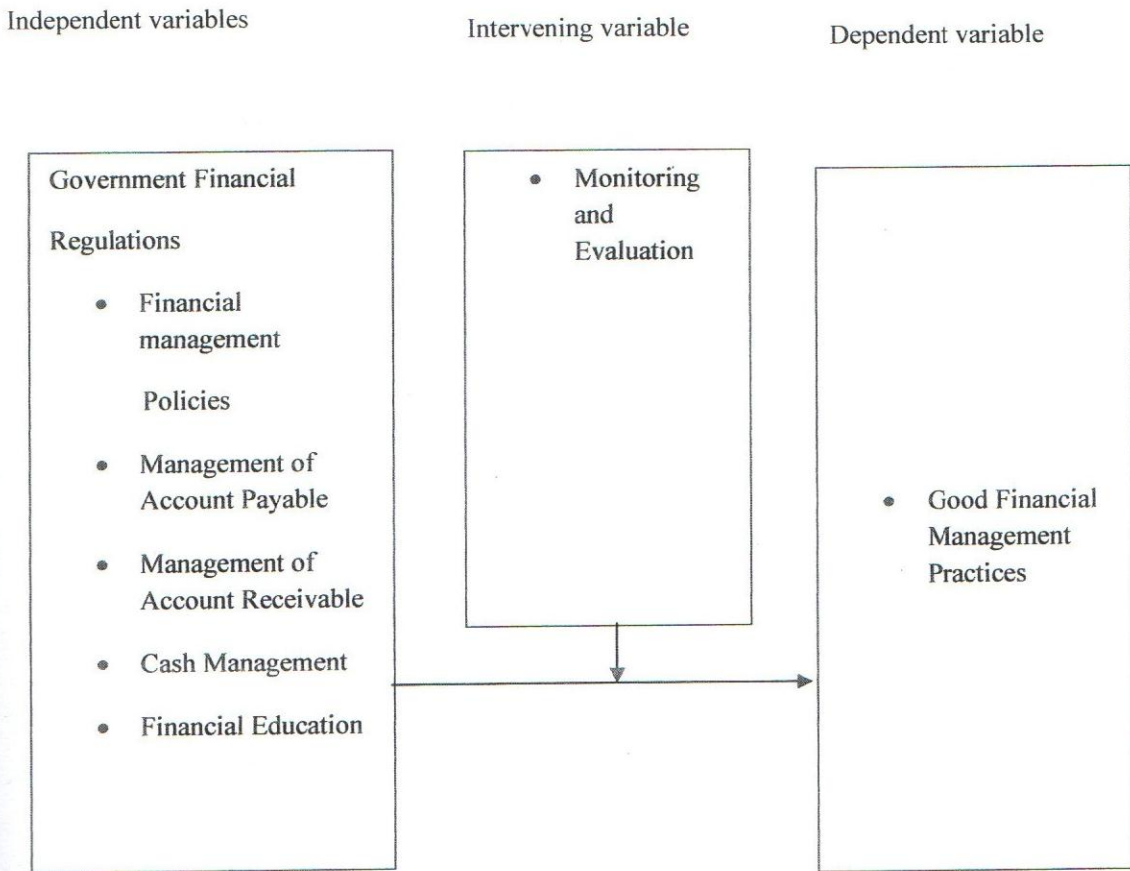 Independent variables
Intervening variable
Dependent variable
Government Financial
Regulations
• Financial
management
Policies
• Management of
Account Payable
• Management of
Account Receivable
• Cash Management
• Financial Education
• Monitoring
and
Evaluation
• Good Financial
Management
Practices